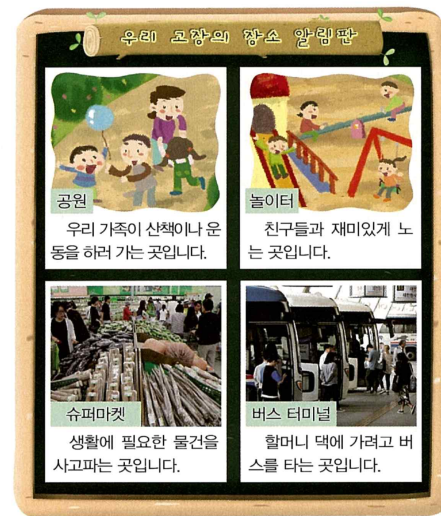 우리 고장의 장소 알림판
공원
우리 가족이 산책이나 운
동을 하러 가는 곳입니다.
놀이터
친구들과 재미있게 노
는 곳입니다.
슈퍼마켓
생활에 필요한 물건을
사고파는 곳입니다.
버스 터미널
할머니 댁에 가려고 버
스를 타는 곳입니다.